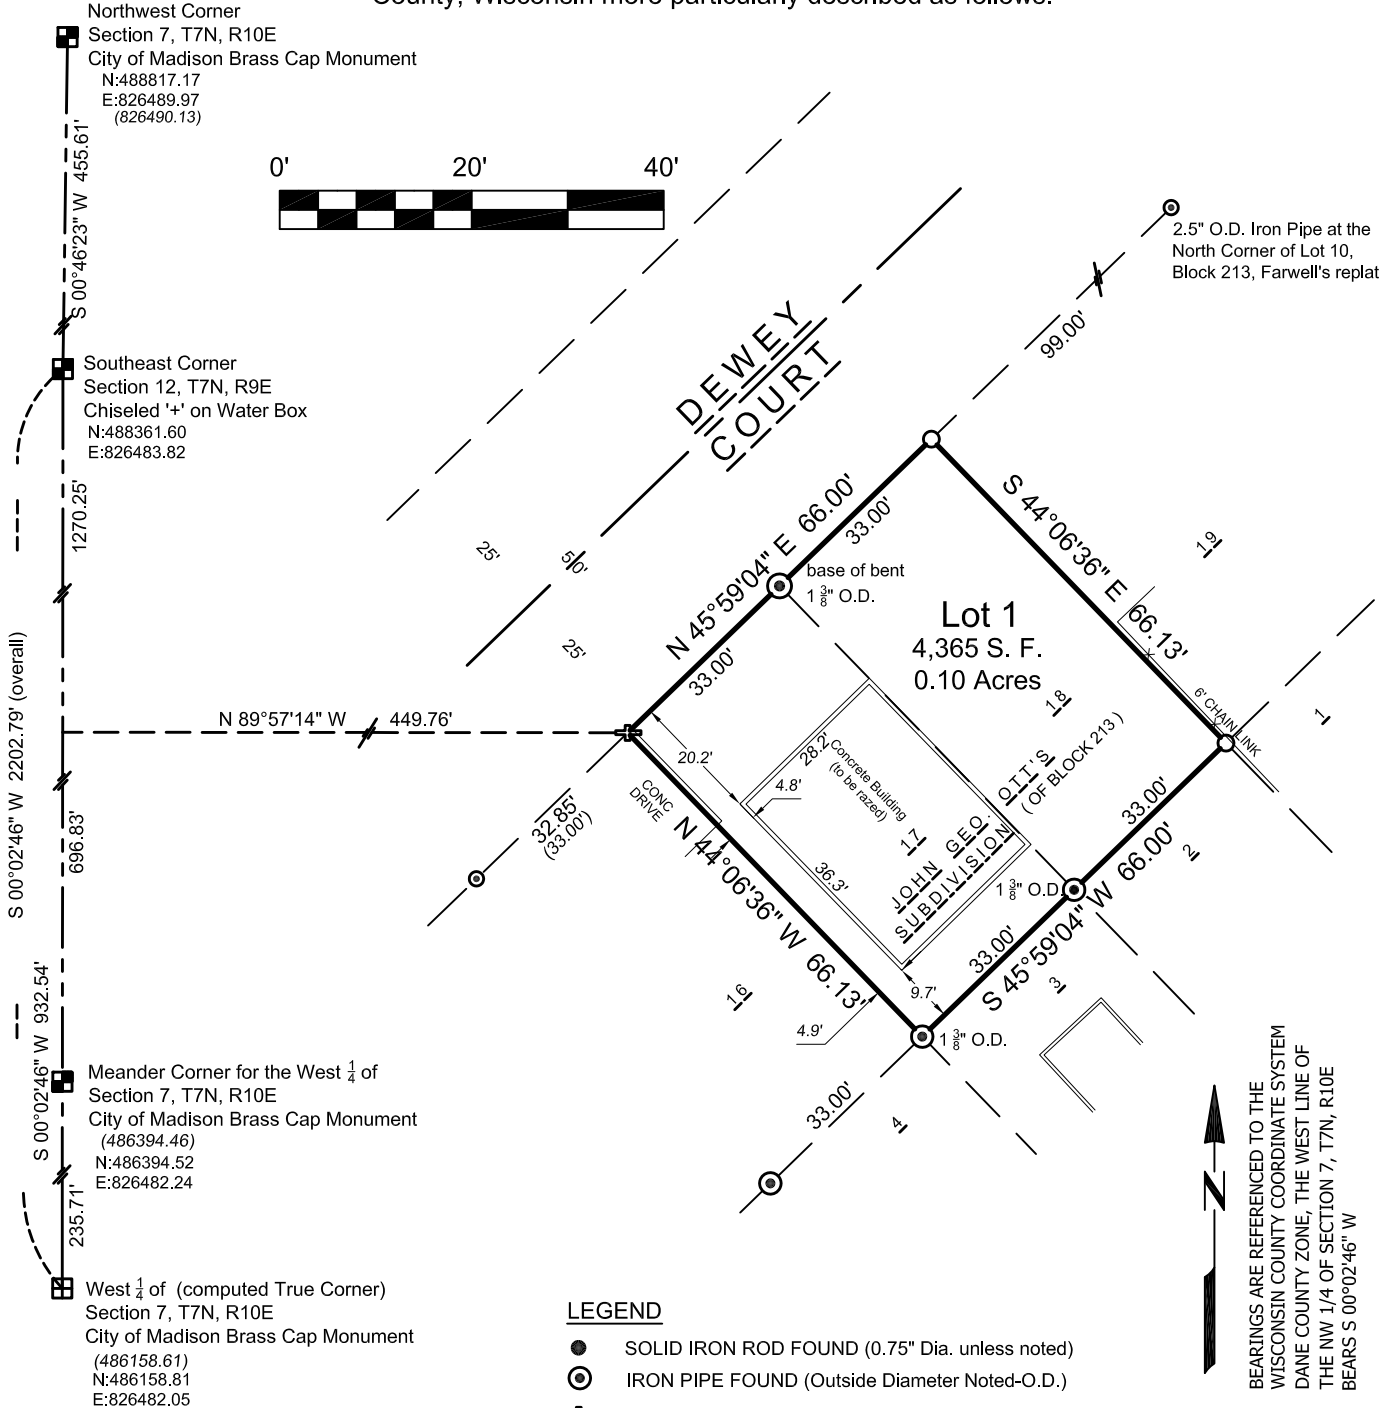 County, Wisconsin more particularly described as follows:
Northwest Corner
Section 7, T7N, R10E
City of Madison Brass Cap Monument
N:488817.17
E:826489.97
(826490.13)
S 00°46'23" W 455.61'
0' 20' 40'
2.5" O.D. Iron Pipe at the
North Corner of Lot 10,
Block 213, Farwell's replat
99.00'
DEWEY
COURT
Southeast Corner
Section 12, T7N, R9E
Chiseled '+' on Water Box
N:488361.60
E:826483.82
1270.25'
S 00°02'46" W 2202.79' (overall)
25'
50'
25'
N 45°59'04" E 66.00'
33.00'
33.00'
base of bent
1 3/8" O.D.
S 44°06'36" E 66.13'
19
Lot 1
4,365 S. F.
0.10 Acres
18
6' CHAIN LINK
1
N 89°57'14" W 449.76'
20.2'
28.2'
Concrete Building
(to be razed)
4.8'
CONC
DRIVE
17
36.3'
JOHN GEO. OTT'S
SUBDIVISION
(OF BLOCK 213)
32.85'
(33.00')
N 44°06'36" W 66.13'
33.00'
2
1 3/8" O.D.
S 45°59'04" W 66.00'
33.00'
3
9.7'
16
4.9'
1 3/8" O.D.
33.00'
4
696.83'
S 00°02'46" W 932.54'
Meander Corner for the West 1/4 of
Section 7, T7N, R10E
City of Madison Brass Cap Monument
(486394.46)
N:486394.52
E:826482.24
235.71'
West 1/4 of (computed True Corner)
Section 7, T7N, R10E
City of Madison Brass Cap Monument
(486158.61)
N:486158.81
E:826482.05
N
BEARINGS ARE REFERENCED TO THE
WISCONSIN COUNTY COORDINATE SYSTEM
DANE COUNTY ZONE, THE WEST LINE OF
THE NW 1/4 OF SECTION 7, T7N, R10E
BEARS S 00°02'46" W
LEGEND
SOLID IRON ROD FOUND (0.75" Dia. unless noted)
IRON PIPE FOUND (Outside Diameter Noted-O.D.)